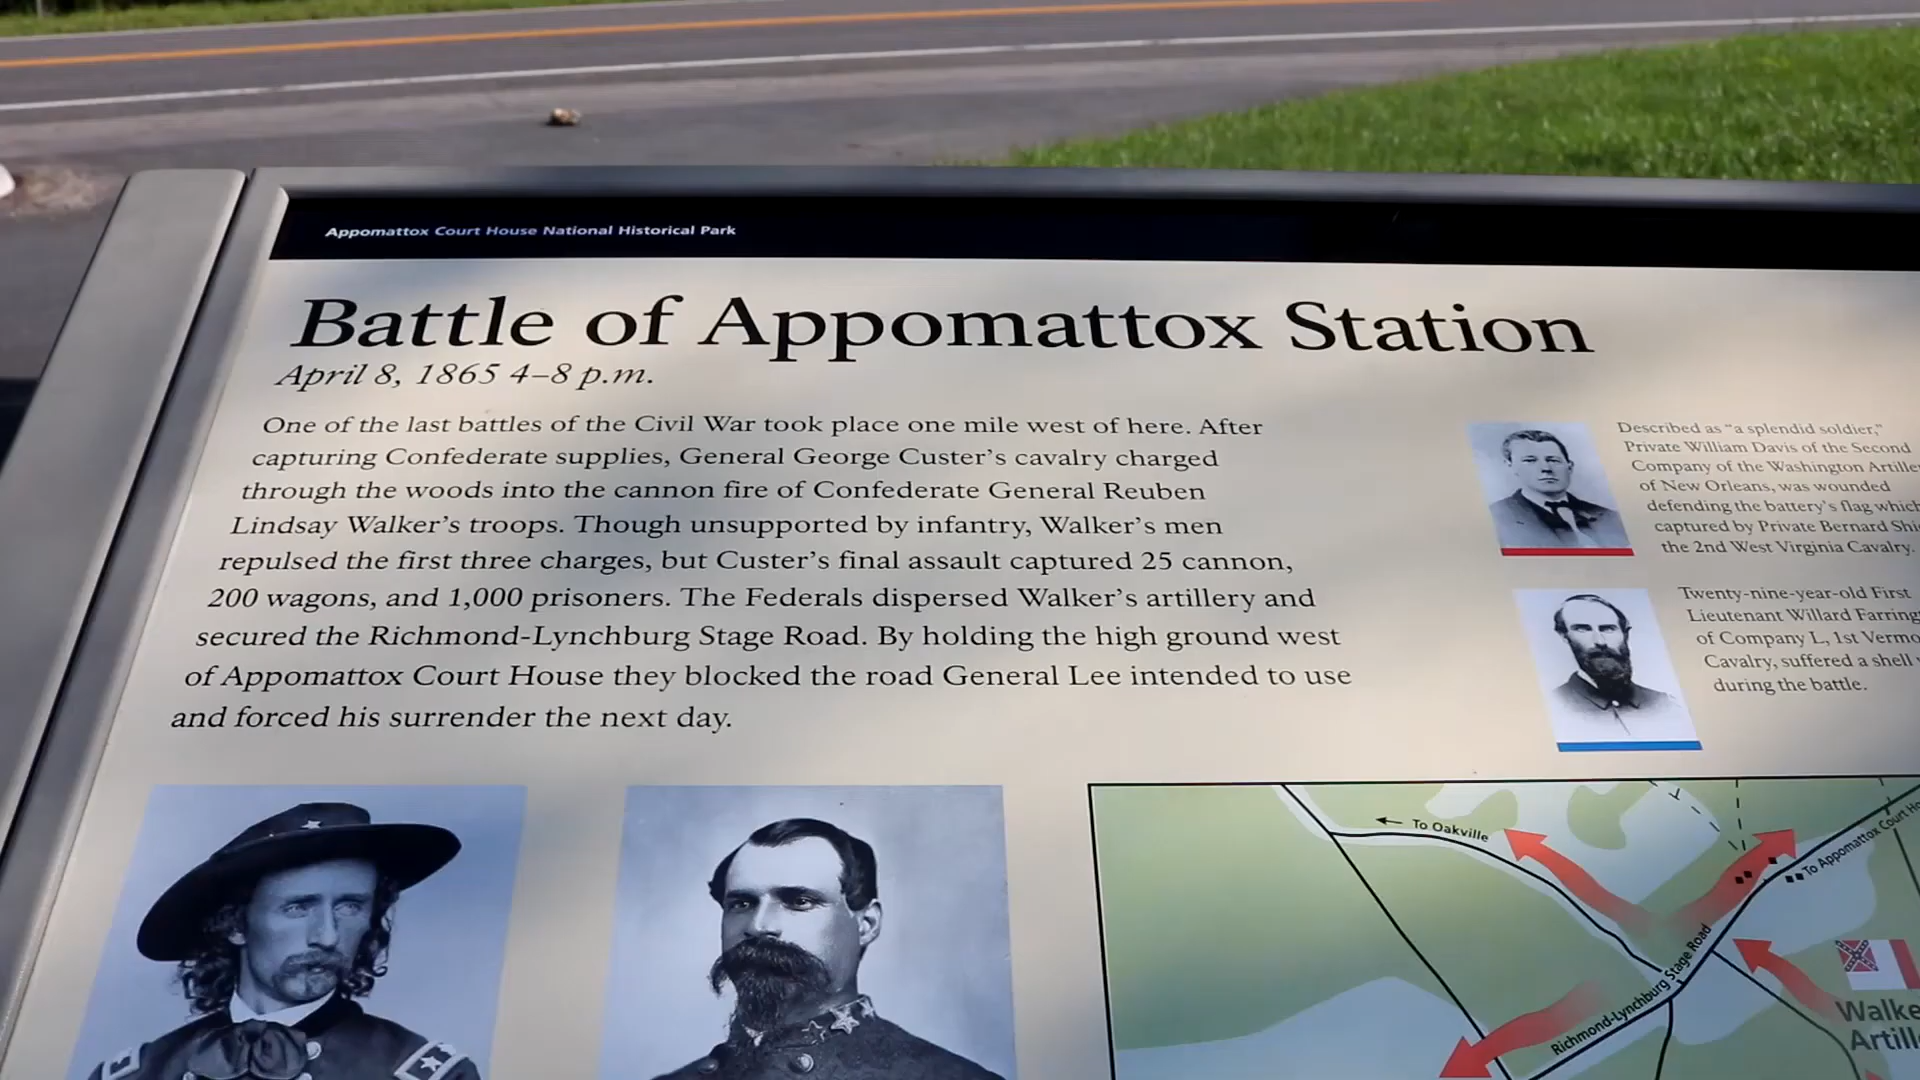 Appomattox Court House National Historical Park
Battle of Appomattox Station
April 8, 1865 4–8 p.m.
One of the last battles of the Civil War took place one mile west of here. After
capturing Confederate supplies, General George Custer's cavalry charged
through the woods into the cannon fire of Confederate General Reuben
Lindsay Walker's troops. Though unsupported by infantry, Walker's men
repulsed the first three charges, but Custer's final assault captured 25 cannon,
200 wagons, and 1,000 prisoners. The Federals dispersed Walker's artillery and
secured the Richmond-Lynchburg Stage Road. By holding the high ground west
of Appomattox Court House they blocked the road General Lee intended to use
and forced his surrender the next day.
Described as "a splendid soldier,"
Private William Davis of the Second
Company of the Washington
of New Orleans, was wounded
defending the battery's flag which
captured by Private Bernard
the 2nd West Virginia Cavalry.
Twenty-nine-year-old First
Lieutenant Willard
of Company L, 1st
Cavalry, suffered a shell
during the battle.
To Oakville
To Appomattox Court
Richmond-Lynchburg Stage Road